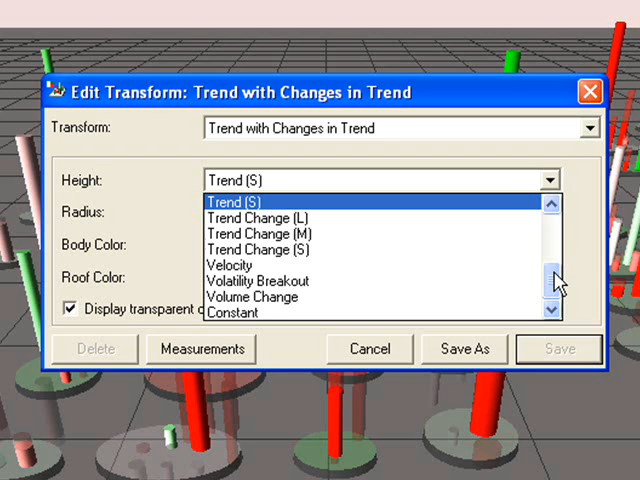 Edit Transform: Trend with Changes in Trend
Transform: Trend with Changes in Trend
Height: Trend (S)
Radius:
Body Color:
Roof Color:
Trend (S)
Trend Change (L)
Trend Change (M)
Trend Change (S)
Velocity
Volatility Breakout
Volume Change
Constant
Display transparent
Delete Measurements Cancel Save As Save